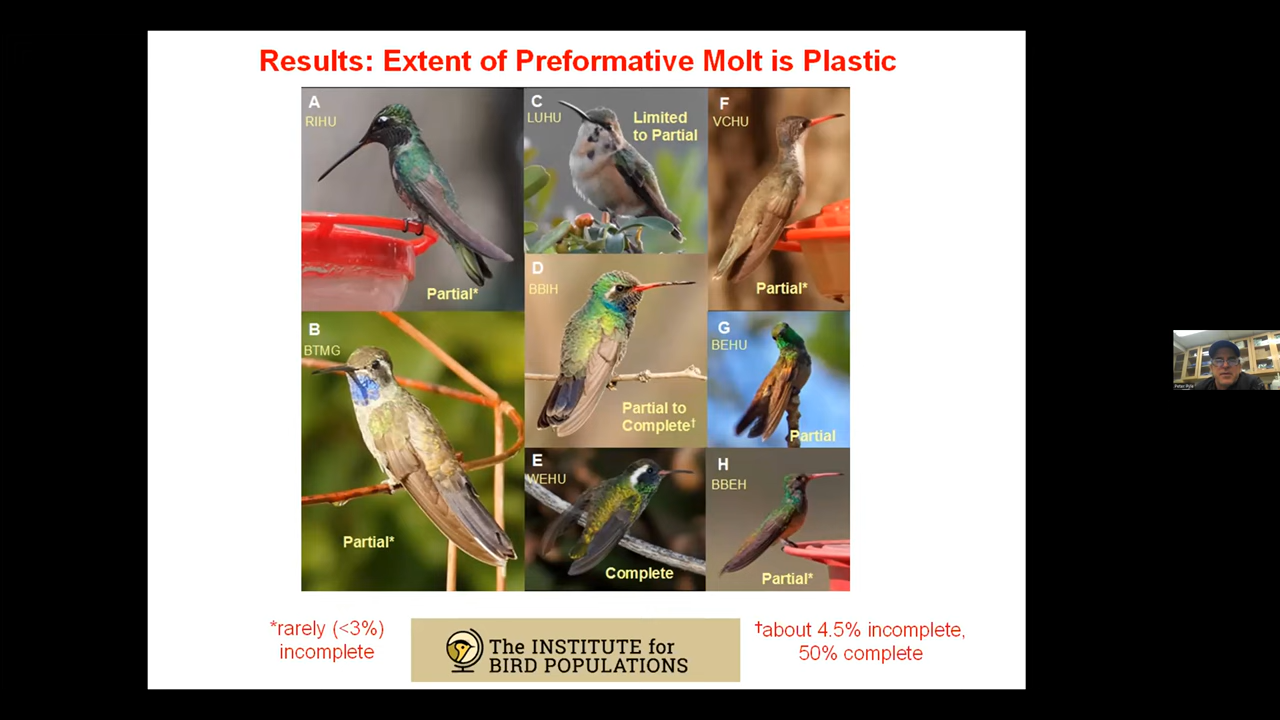 Results: Extent of Preformative Molt is Plastic
A
RIHU
Partial*
B
BTMG
Partial*
C
LUHU
Limited
to Partial
D
BBIH
Partial to
Complete†
E
WEHU
Complete
F
VCHU
Partial*
G
BEHU
Partial
H
BBEH
Partial*
*rarely (<3%)
incomplete
The INSTITUTE for
BIRD POPULATIONS
†about 4.5% incomplete,
50% complete
Peter Pyle